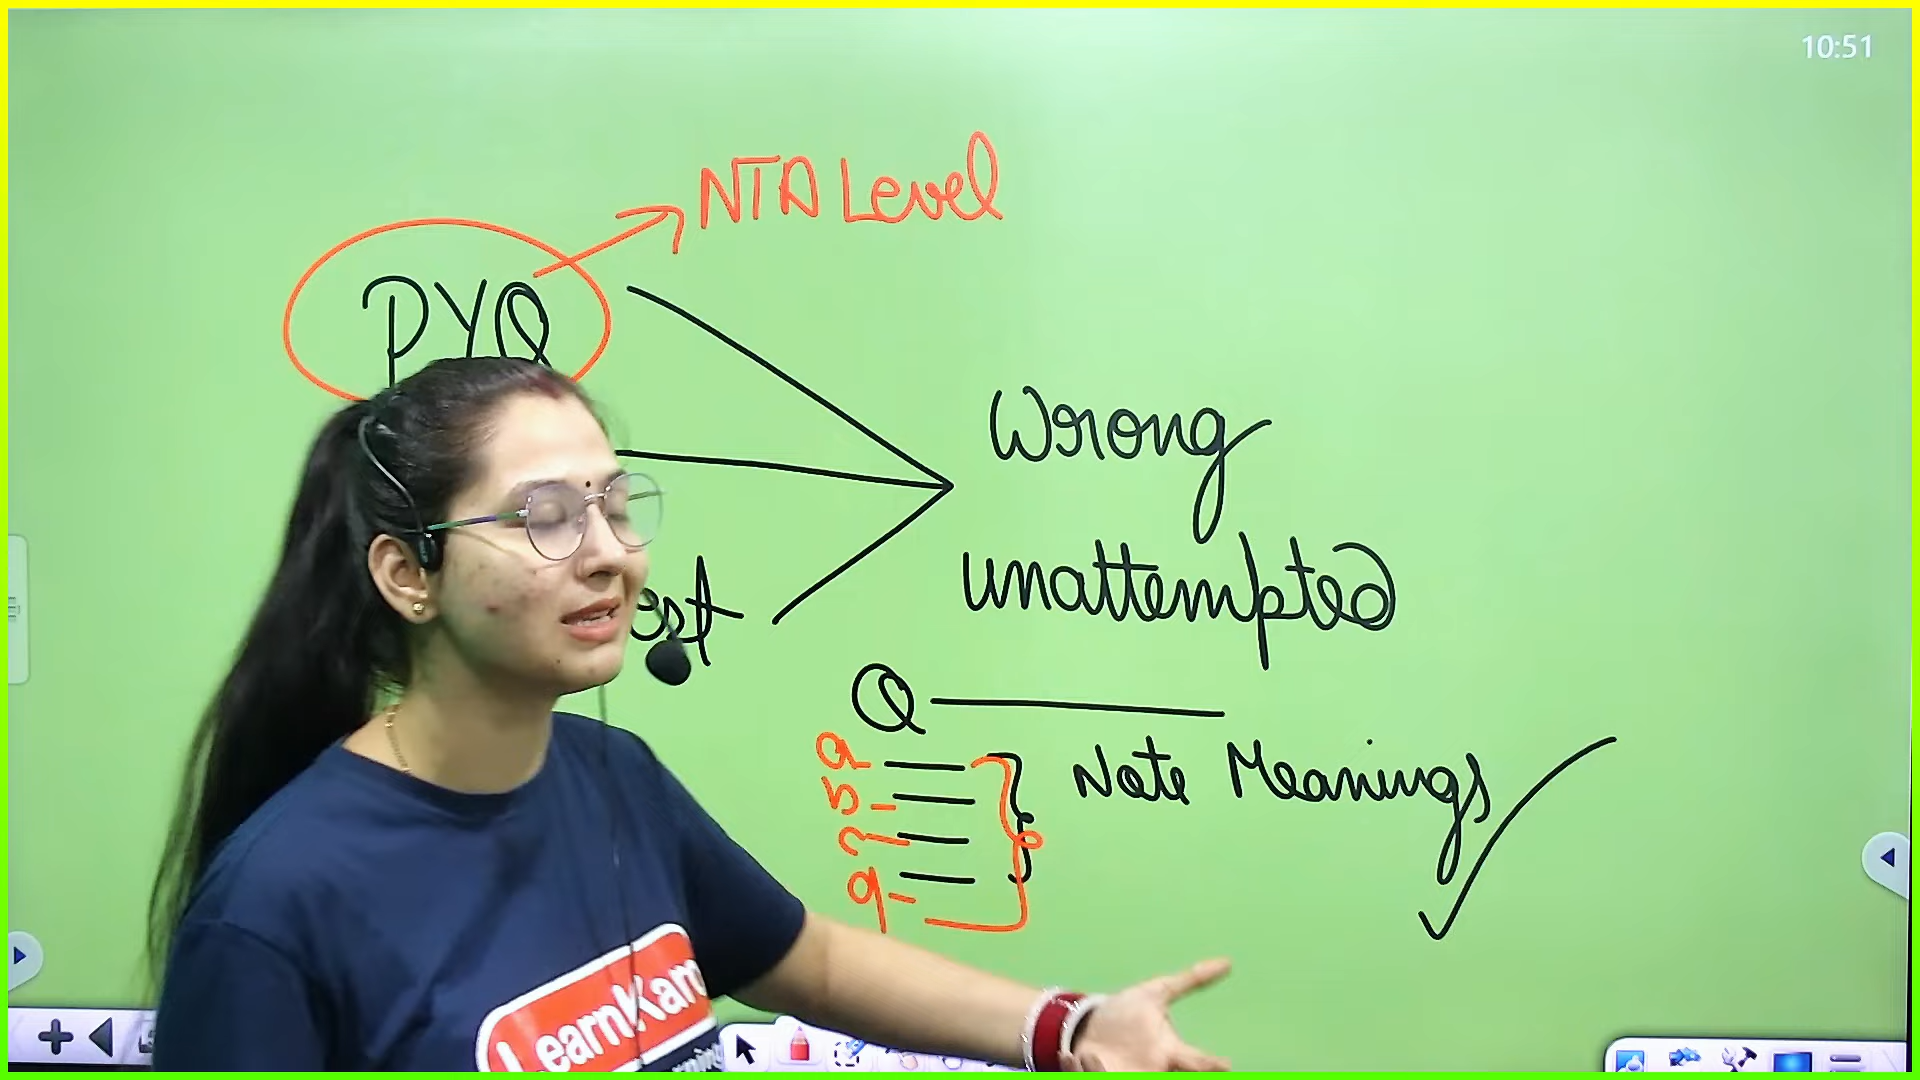 10:51
NTA Level
PYQ
Wrong
unattempted
Q
a
b
Note Meanings
LearnKaro